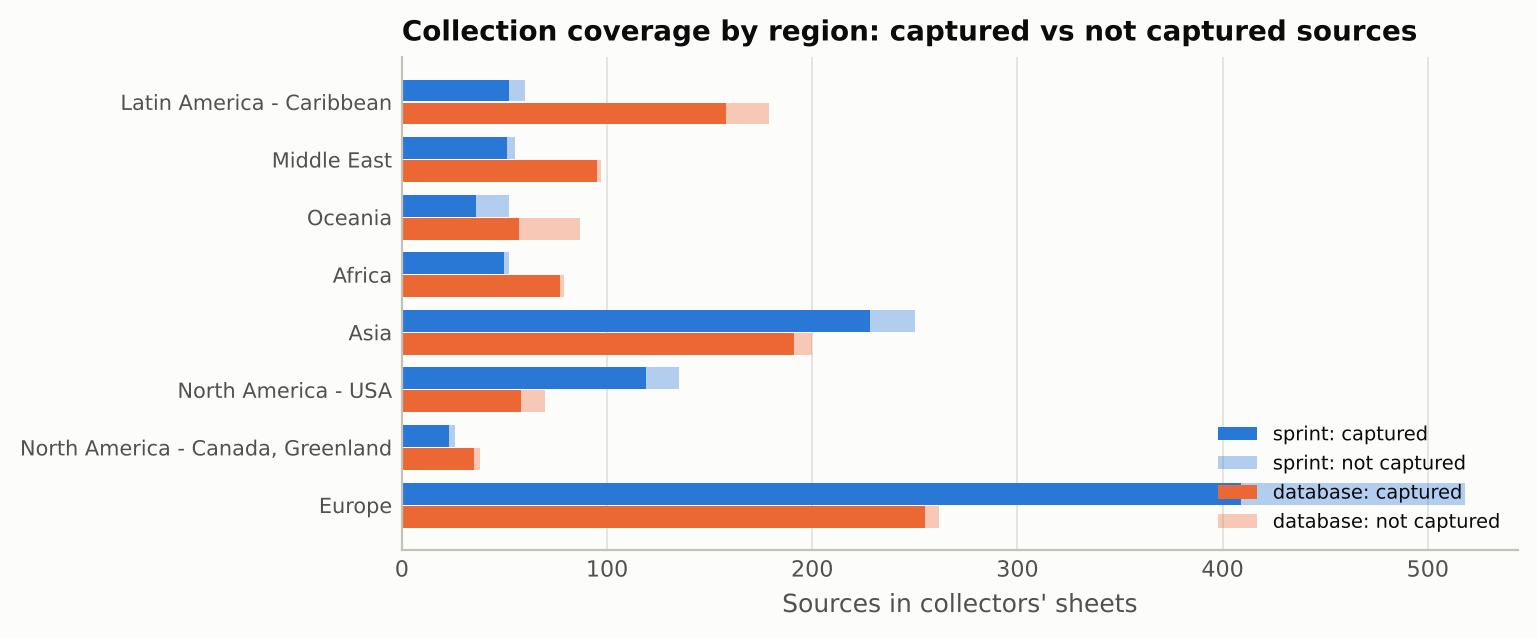 Collection coverage by region: captured vs not captured sources
Latin America - Caribbean
Middle East
Oceania
Africa
Asia
North America - USA
North America - Canada, Greenland
Europe
sprint: captured
sprint: not captured
database: captured
database: not captured
0 100 200 300 400 500
Sources in collectors' sheets